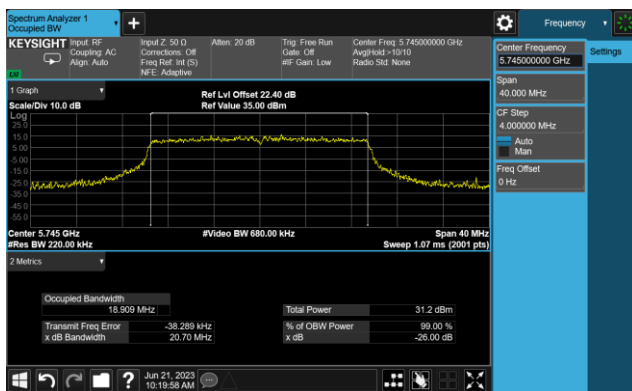 Spectrum Analyzer 1
Occupied BW
Frequency
KEYSIGHT
Input: RF
Coupling: AC
Align: Auto
Input Z: 50 Ω
Corrections: Off
Freq Ref: Int (S)
NFE: Adaptive
Atten: 20 dB
Trig: Free Run
Gate: Off
#IF Gain: Low
Center Freq: 5.745000000 GHz
Avg|Hold:>10/10
Radio Std: None
Center Frequency
5.745000000 GHz
Settings
Span
40.000 MHz
CF Step
4.000000 MHz
Auto
Man
Freq Offset
0 Hz
1 Graph
Scale/Div 10.0 dB
Ref Lvl Offset 22.40 dB
Ref Value 35.00 dBm
Log
25.0
15.0
5.00
-5.00
-15.0
-25.0
-35.0
-45.0
-55.0
Center 5.745 GHz
#Res BW 220.00 kHz
#Video BW 680.00 kHz
Span 40 MHz
Sweep 1.07 ms (2001 pts)
2 Metrics
Occupied Bandwidth
18.909 MHz
Total Power 31.2 dBm
Transmit Freq Error -38.289 kHz
% of OBW Power 99.00 %
x dB Bandwidth 20.70 MHz
x dB -26.00 dB
?
Jun 21, 2023
10:19:58 AM